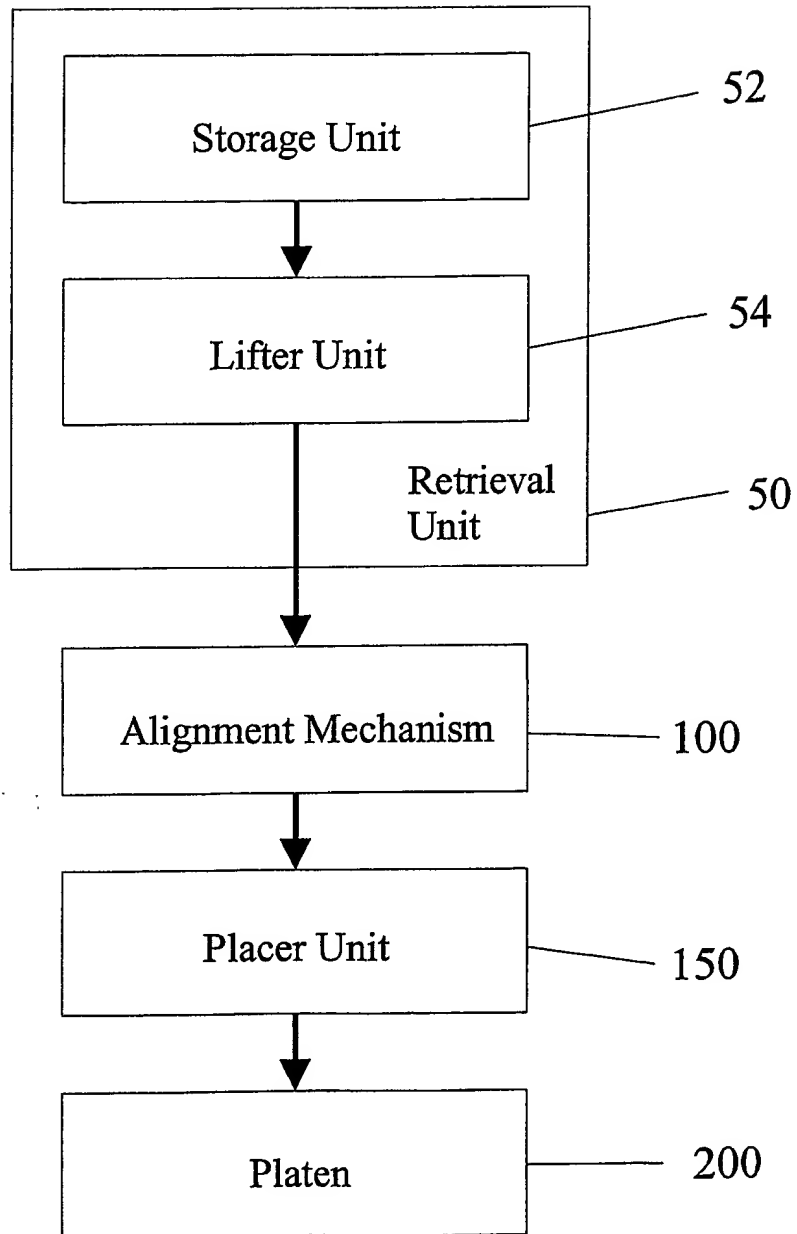 Storage Unit
52
Lifter Unit
54
Retrieval
Unit
50
Alignment Mechanism
100
Placer Unit
150
Platen
200